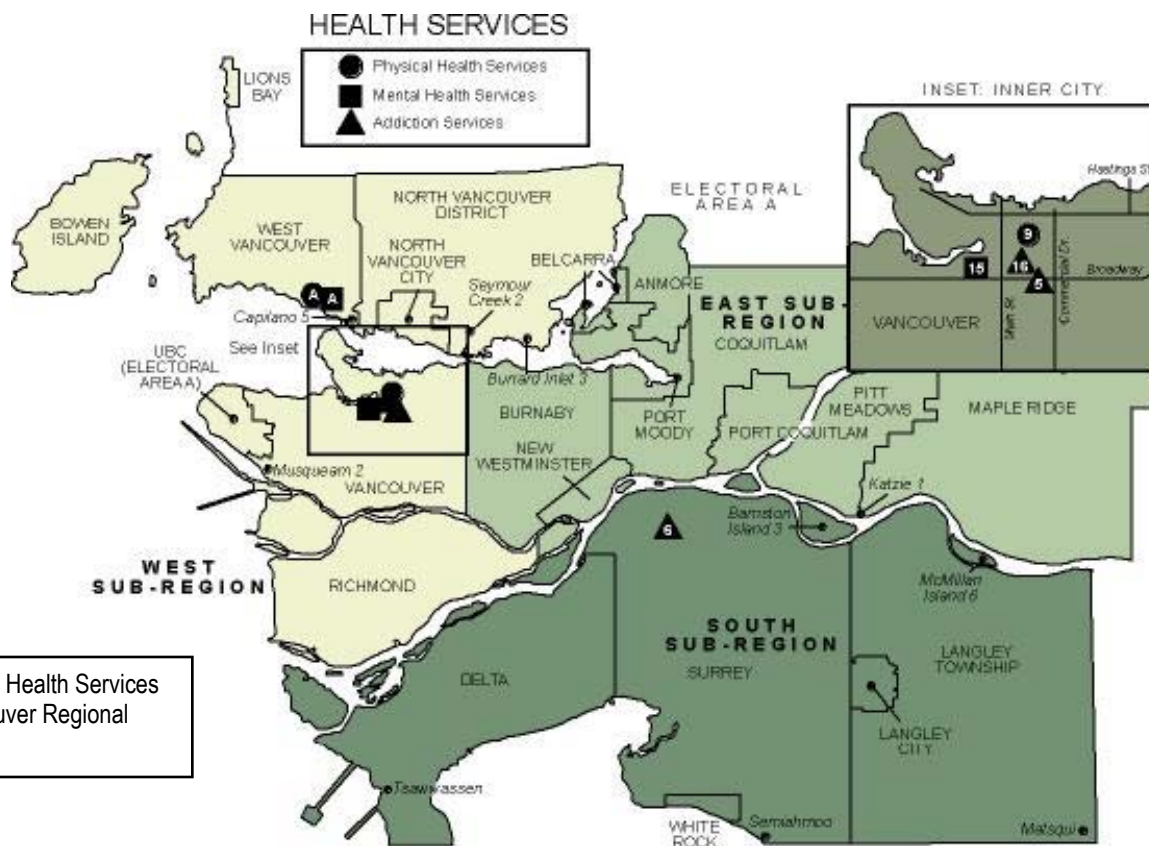 HEALTH SERVICES
Physical Health Services
Mental Health Services
Addiction Services
LIONS
BAY
INSET: INNER CITY
Hastings St
9
15
16
5
Broadway
Main St.
Commercial Dr.
VANCOUVER
BOWEN
ISLAND
WEST
VANCOUVER
NORTH VANCOUVER
DISTRICT
NORTH
VANCOUVER
CITY
ELECTORAL
AREA A
BELCARRA
ANMORE
Seymour
Creek 2
A
A
Capilano 5
See Inset
EAST SUB-
REGION
COQUITLAM
UBC
(ELECTORAL
AREA A)
Burrard Inlet 3
BURNABY
PORT
MOODY
PORT COQUITLAM
PITT
MEADOWS
MAPLE RIDGE
NEW
WESTMINSTER
Musqueam 2
VANCOUVER
Katzie 1
Barnston
Island 3
6
WEST
SUB-REGION
RICHMOND
McMillan
Island 6
SOUTH
SUB-REGION
SURREY
LANGLEY
TOWNSHIP
DELTA
LANGLEY
CITY
Health Services
uver Regional
Tsawwassen
WHITE
ROCK
Semiahmoo
Matsqui